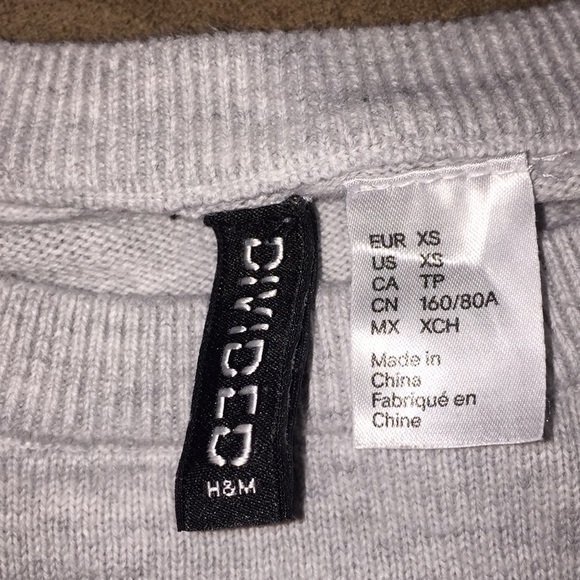 DIVIDED
H&M
EUR XS
US XS
CA TP
CN 160/80A
MX XCH
Made in
China
Fabriqué en
Chine